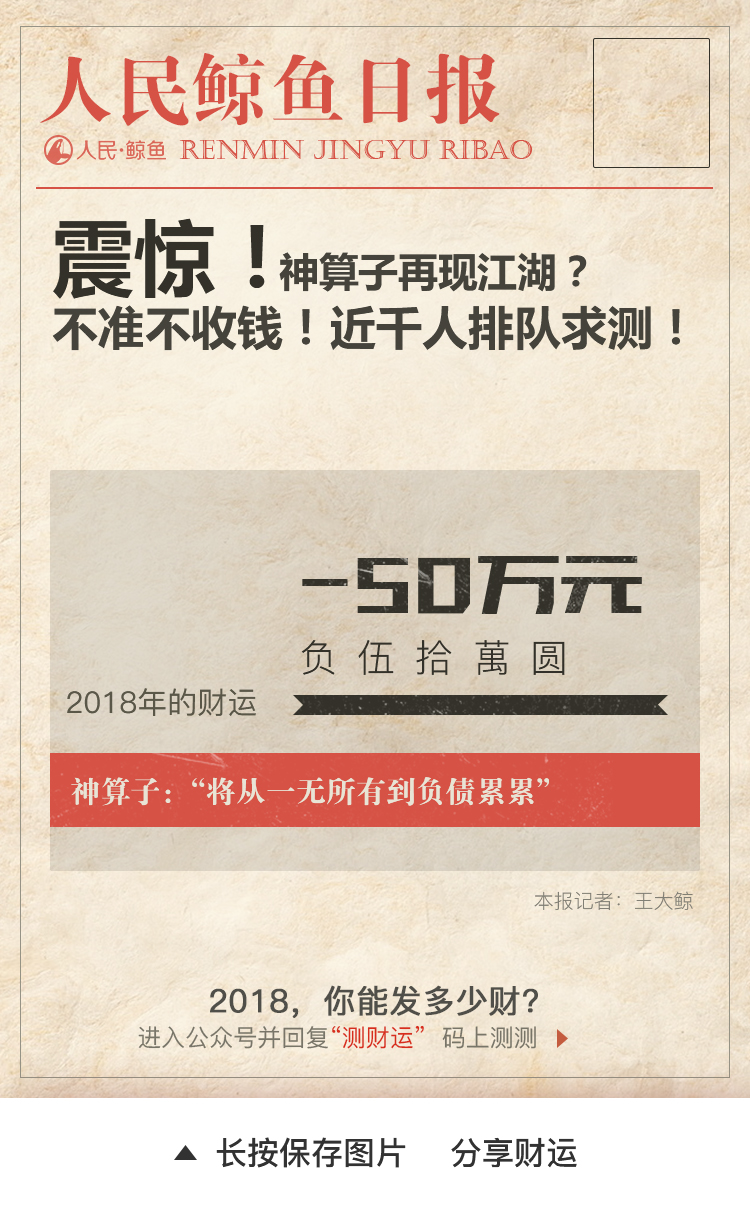 人民鲸鱼日报
人民·鲸鱼 RENMIN JINGYU RIBAO
震惊！神算子再现江湖？
不准不收钱！近千人排队求测！
-50万元
负伍拾萬圆
2018年的财运
神算子：“将从一无所有到负债累累”
本报记者：王大鲸
2018，你能发多少财？
进入公众号并回复“测财运” 码上测测
长按保存图片 分享财运